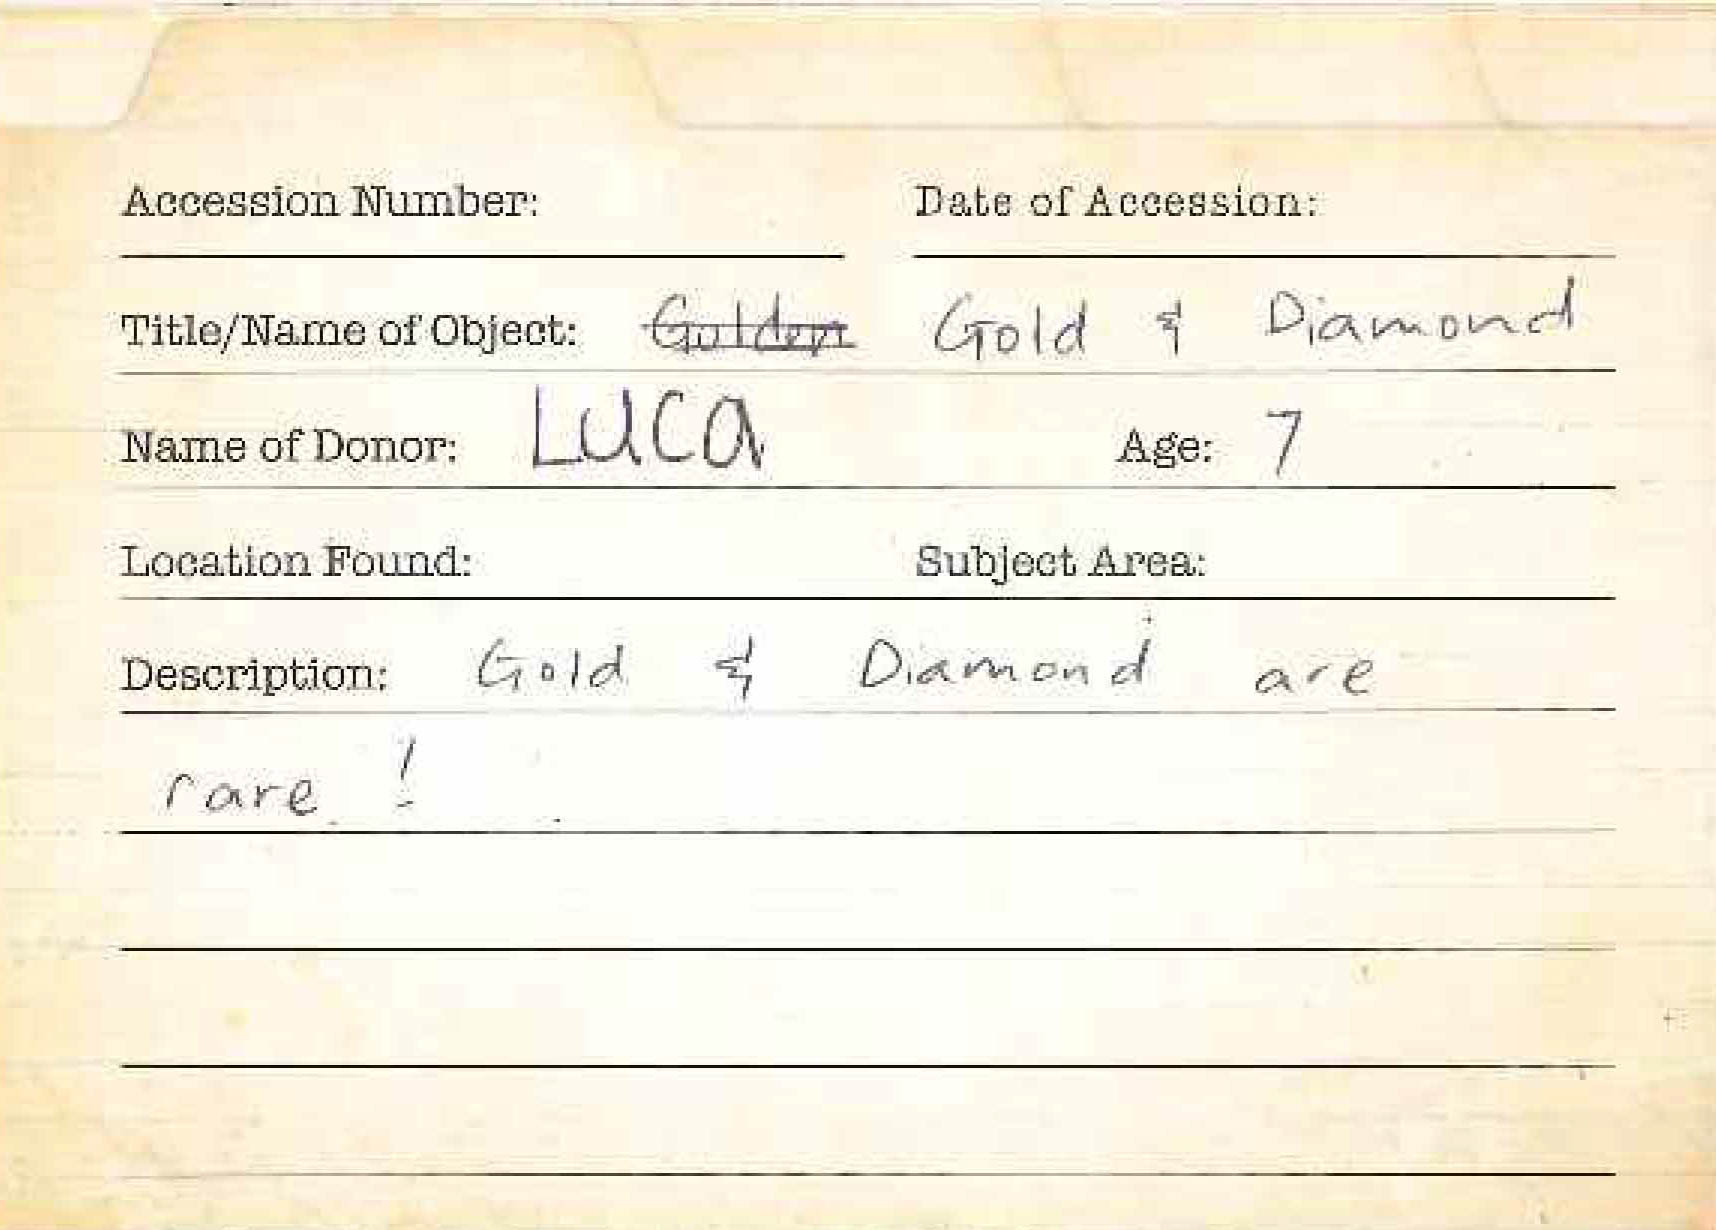 Accession Number: Date of Accession:
Title/Name of Object: Golden Gold & Diamond
Name of Donor: Luca Age: 7
Location Found: Subject Area:
Description: Gold & Diamond are
rare!